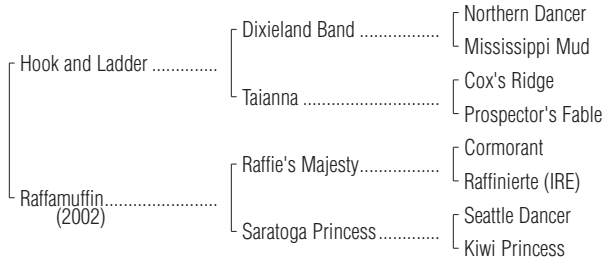 Northern Dancer
Dixieland Band ..................
Mississippi Mud
Hook and Ladder ..............
Cox's Ridge
Taianna ..............................
Prospector's Fable
Cormorant
Raffie's Majesty..................
Raffinierte (IRE)
Raffamuffin.........................
(2002)
Seattle Dancer
Saratoga Princess..............
Kiwi Princess